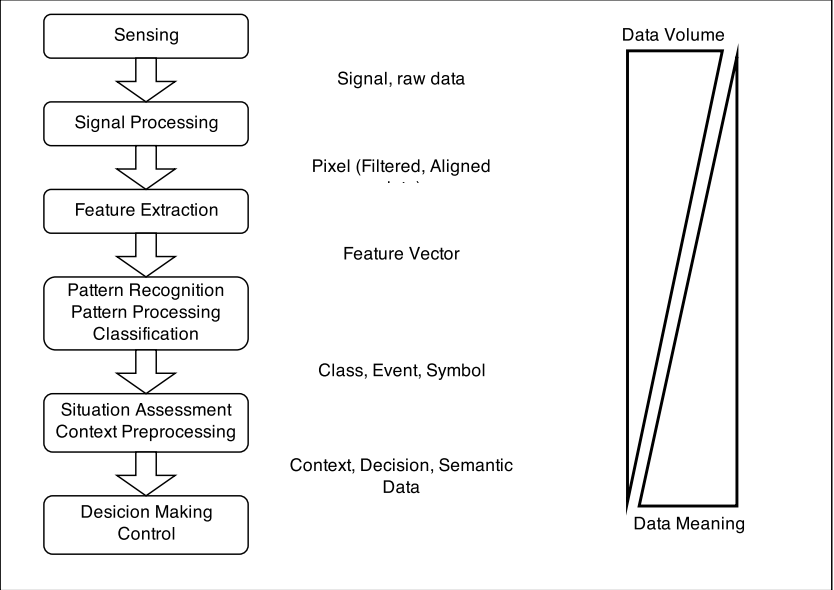 Sensing
Data Volume
Signal, raw data
Signal Processing
Pixel (Filtered, Aligned
Feature Extraction
Feature Vector
Pattern Recognition
Pattern Processing
Classification
Class, Event, Symbol
Situation Assessment
Context Preprocessing
Context, Decision, Semantic
Data
Desicion Making
Control
Data Meaning